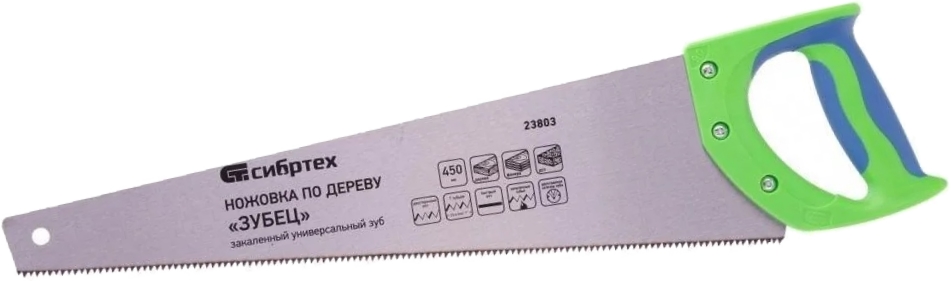 сибртех
НОЖОВКА ПО ДЕРЕВУ
«ЗУБЕЦ»
закаленный универсальный зуб
23803
450